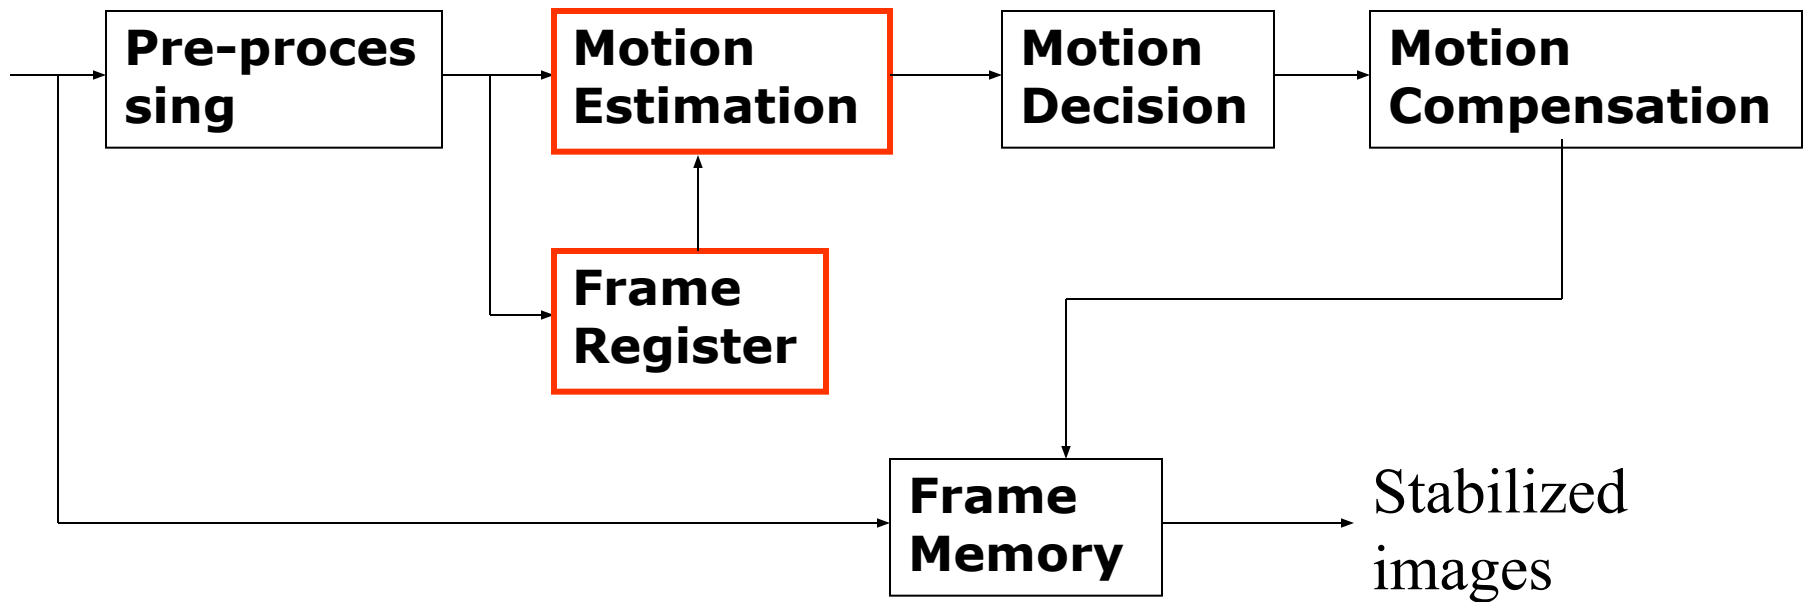 Pre-proces
sing
Motion
Estimation
Motion
Decision
Motion
Compensation
Frame
Register
Frame
Memory
Stabilized
images